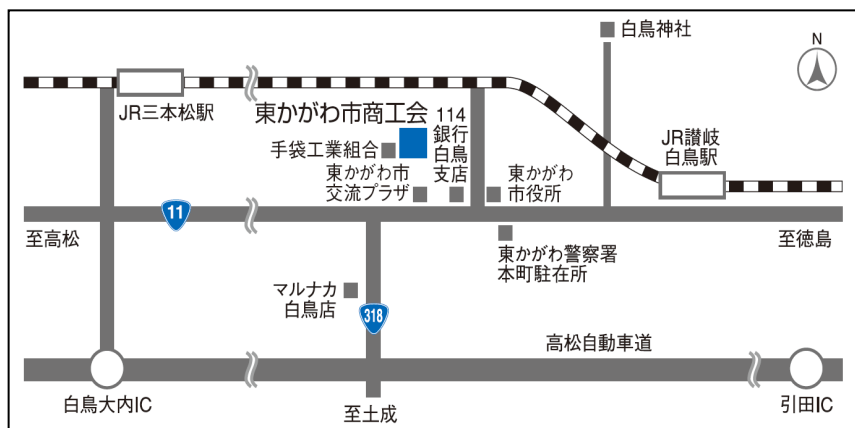 白鳥神社
N
JR三本松駅
東かがわ市商工会
114
銀行
白鳥
支店
手袋工業組合
JR讃岐
白鳥駅
東かがわ市
交流プラザ
東かがわ
市役所
11
至高松
東かがわ警察署
本町駐在所
至徳島
マルナカ
白鳥店
318
高松自動車道
白鳥大内IC
至土成
引田IC